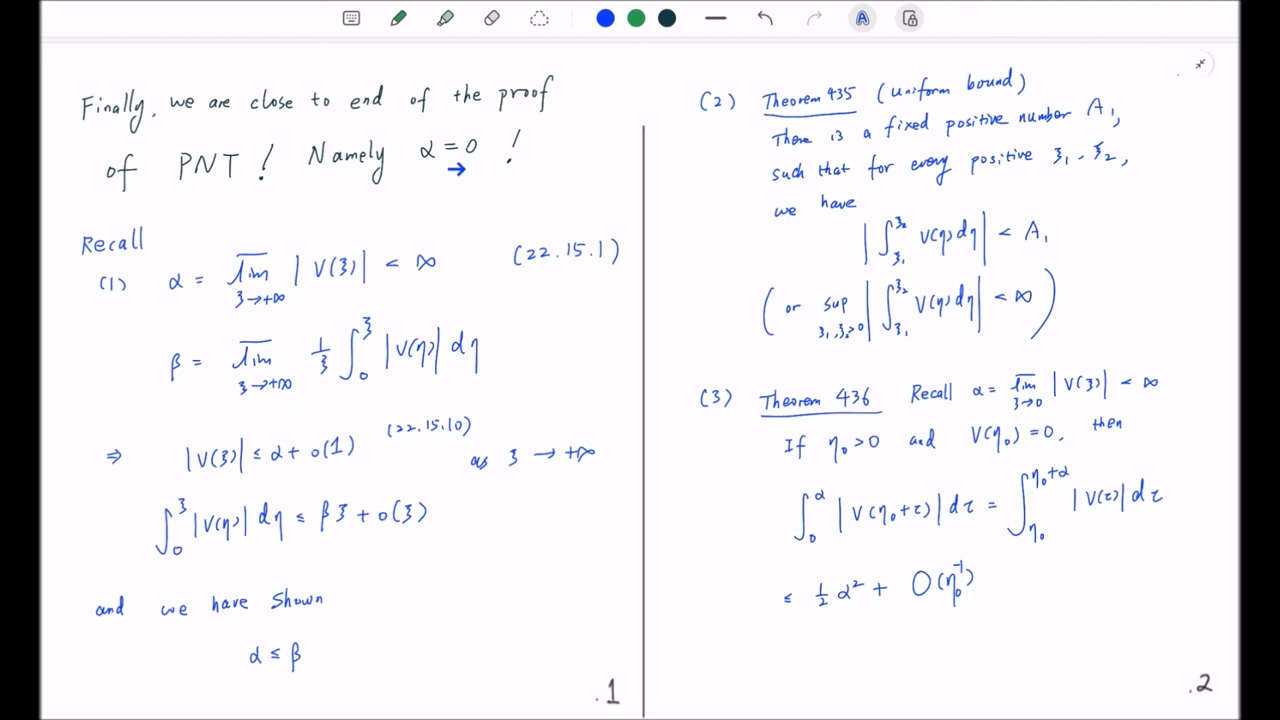 Finally, we are close to end of the proof
of PNT! Namely α = 0 !
Recall
(1) α = lim̅_{ξ→+∞} |V(ξ)| < ∞ (22.15.1)
β = lim̅_{ξ→+∞} 1/ξ ∫_0^ξ |V(η)| dη
⇒ |V(ξ)| ≤ α + o(1) (22.15.10) as ξ → +∞
∫_0^ξ |V(η)| dη ≤ βξ + o(ξ)
and we have shown
α ≤ β
.1
(2) Theorem 435 (uniform bound)
There is a fixed positive number A₁,
such that for every positive ξ₁, ξ₂,
we have
|∫_{ξ₁}^{ξ₂} V(η) dη| < A₁
(or sup_{ξ₁,ξ₂>0} |∫_{ξ₁}^{ξ₂} V(η) dη| < ∞)
(3) Theorem 436 Recall α = lim̅_{ξ→0} |V(ξ)| < ∞
If η₀ > 0 and V(η₀) = 0, then
∫_0^α |V(η₀+τ)| dτ = ∫_{η₀}^{η₀+α} |V(τ)| dτ
≤ ½ α² + O(η₀⁻¹)
.2